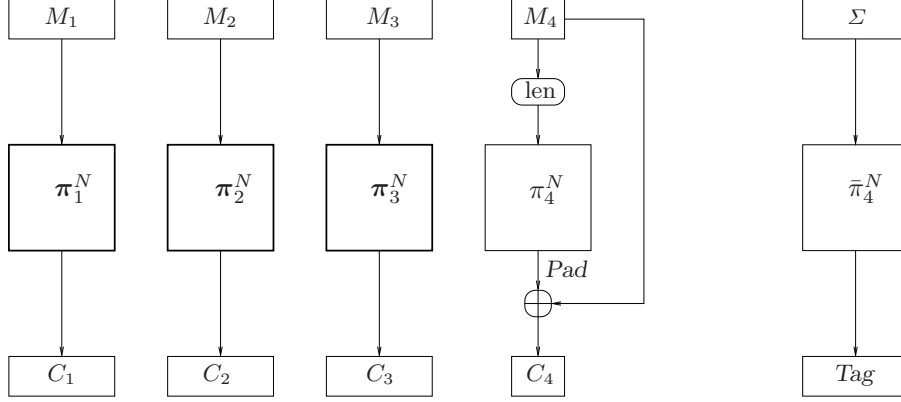 M₁ M₂ M₃ M₄ Σ
len
π₁ᴺ π₂ᴺ π₃ᴺ π₄ᴺ π̄₄ᴺ
Pad
C₁ C₂ C₃ C₄ Tag